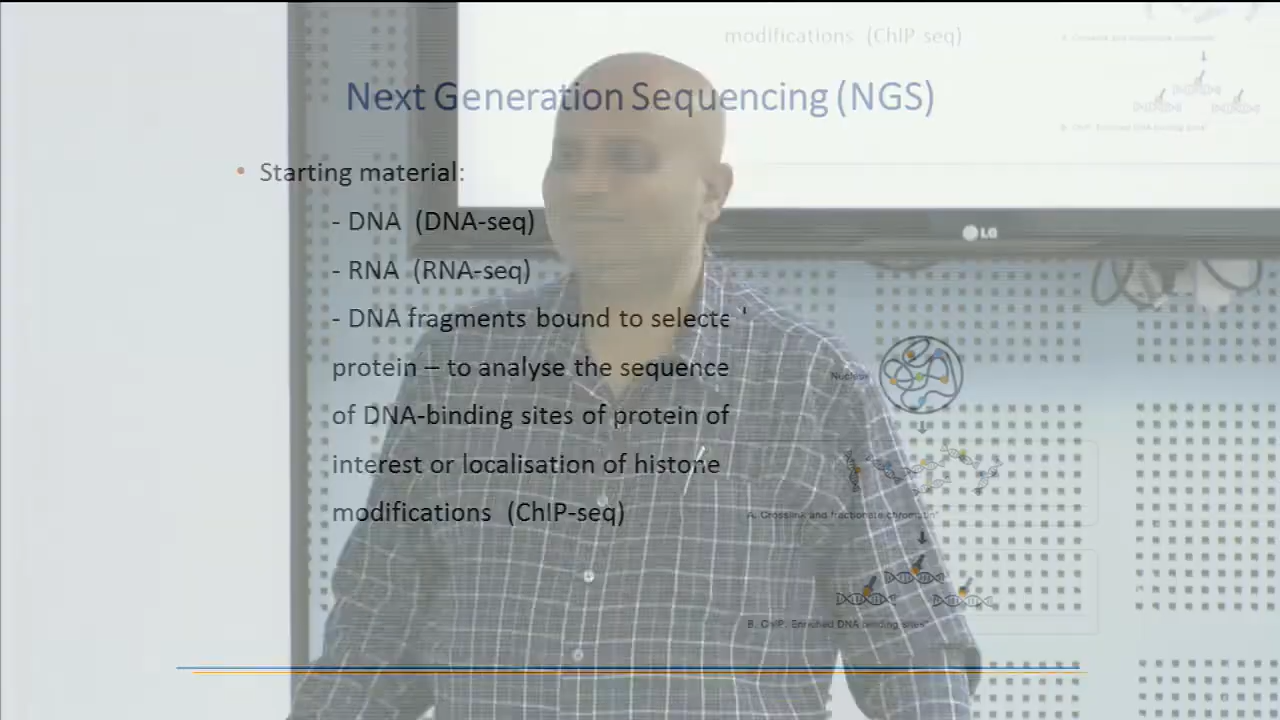 modifications (ChIP seq)
Next Generation Sequencing (NGS)
• Starting material:
- DNA (DNA-seq)
- RNA (RNA-seq)
- DNA fragments bound to selecte
protein – to analyse the sequence
of DNA-binding sites of protein of
interest or localisation of histone
modifications (ChIP-seq)
LG
Nucleus
A. Crosslink and fractionate chromatin"
B. ChIP: Enriched DNA binding sites"